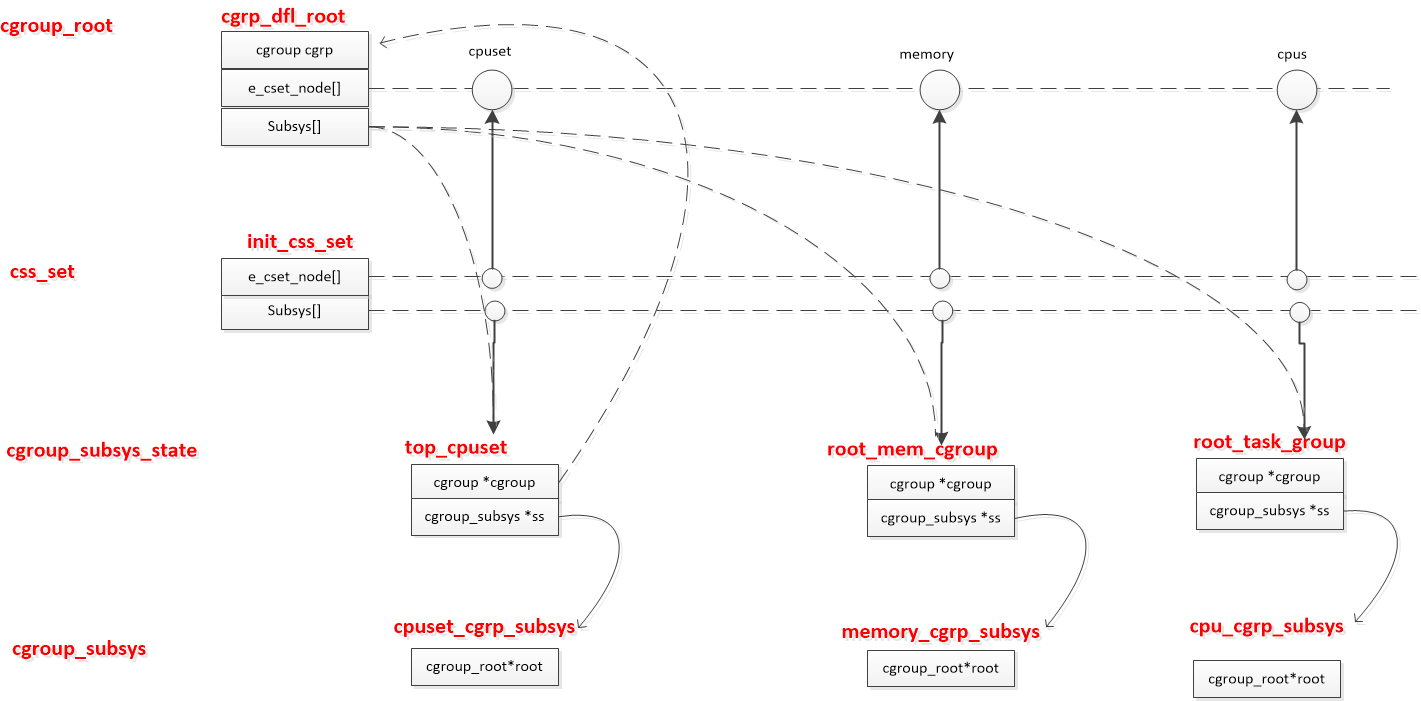 cgroup_root
cgrp_dfl_root
cgroup cgrp
e_cset_node[]
Subsys[]
cpuset
memory
cpus
css_set
init_css_set
e_cset_node[]
Subsys[]
cgroup_subsys_state
top_cpuset
cgroup *cgroup
cgroup_subsys *ss
root_mem_cgroup
cgroup *cgroup
cgroup_subsys *ss
root_task_group
cgroup *cgroup
cgroup_subsys *ss
cgroup_subsys
cpuset_cgrp_subsys
cgroup_root*root
memory_cgrp_subsys
cgroup_root*root
cpu_cgrp_subsys
cgroup_root*root